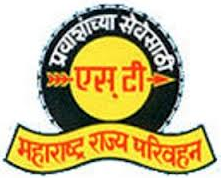 प्रवाशांच्या सेवेसाठी
एस् टी
महाराष्ट्र राज्य परिवहन